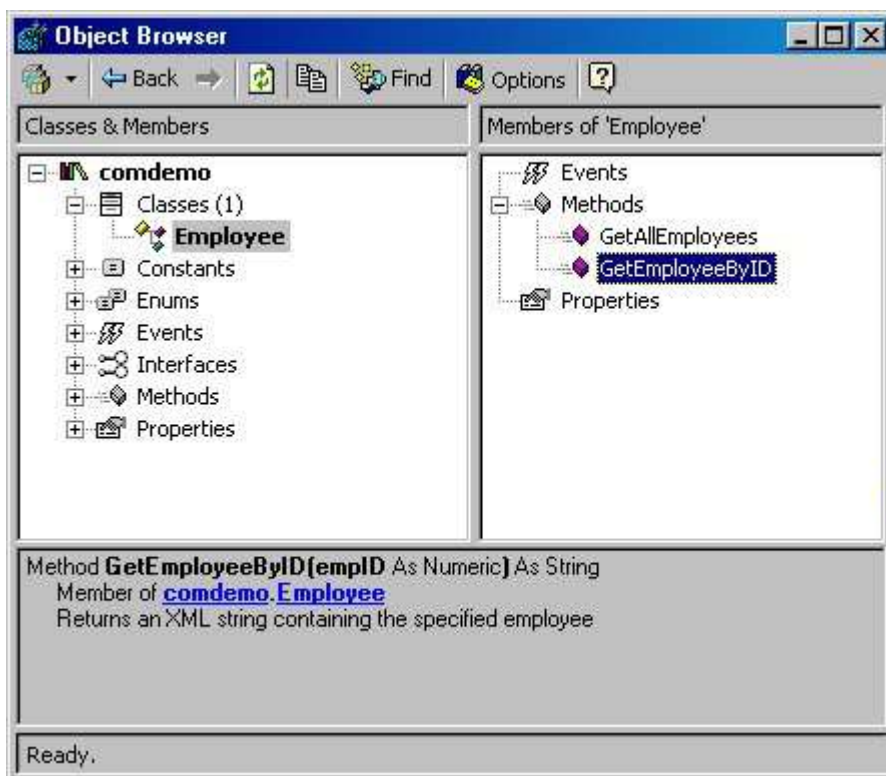 Object Browser
Back Find Options
Classes & Members
Members of 'Employee'
comdemo
Classes (1)
Employee
Constants
Enums
Events
Interfaces
Methods
Properties
Events
Methods
GetAllEmployees
GetEmployeeByID
Properties
Method GetEmployeeByID(empID As Numeric) As String
Member of comdemo.Employee
Returns an XML string containing the specified employee
Ready.